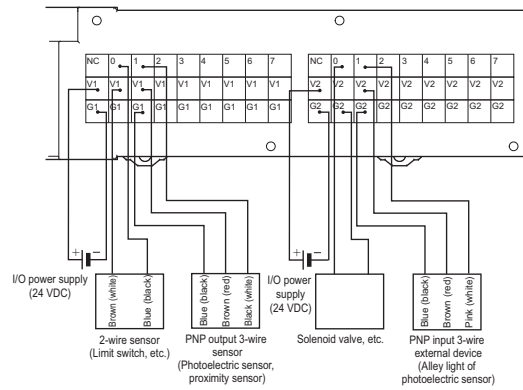 NC 0 1 2 3 4 5 6 7
V1 V1 V1 V1 V1 V1 V1 V1 V1
G1 G1 G1 G1 G1 G1 G1 G1 G1
NC 0 1 2 3 4 5 6 7
V2 V2 V2 V2 V2 V2 V2 V2 V2
G2 G2 G2 G2 G2 G2 G2 G2 G2
+ −
I/O power supply
(24 VDC)
Brown (white)
Blue (black)
2-wire sensor
(Limit switch, etc.)
Blue (black)
Brown (red)
Black (white)
PNP output 3-wire
sensor
(Photoelectric sensor,
proximity sensor)
+ −
I/O power
supply
(24 VDC)
Solenoid valve, etc.
Blue (black)
Brown (red)
Pink (white)
PNP input 3-wire
external device
(Alley light of
photoelectric sensor)